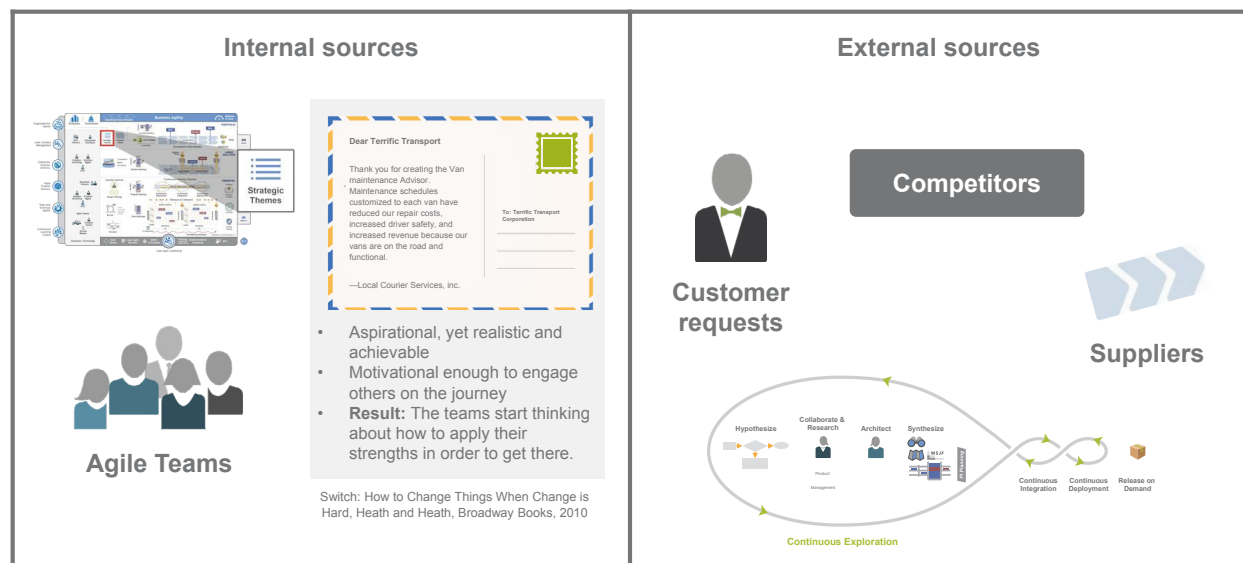 Internal sources
Business Agility
Strategic
Themes
Dear Terrific Transport
Thank you for creating the Van
maintenance Advisor.
Maintenance schedules
customized to each van have
reduced our repair costs,
increased driver safety, and
increased revenue because our
vans are on the road and
functional.
—Local Courier Services, inc.
To: Terrific Transport
Corporation
• Aspirational, yet realistic and
achievable
• Motivational enough to engage
others on the journey
• Result: The teams start thinking
about how to apply their
strengths in order to get there.
Switch: How to Change Things When Change is
Hard, Heath and Heath, Broadway Books, 2010
Agile Teams
External sources
Competitors
Customer
requests
Suppliers
Hypothesize
Collaborate &
Research
Architect
Synthesize
Product
Management
WSJF
PI Planning
Continuous
Integration
Continuous
Deployment
Release on
Demand
Continuous Exploration